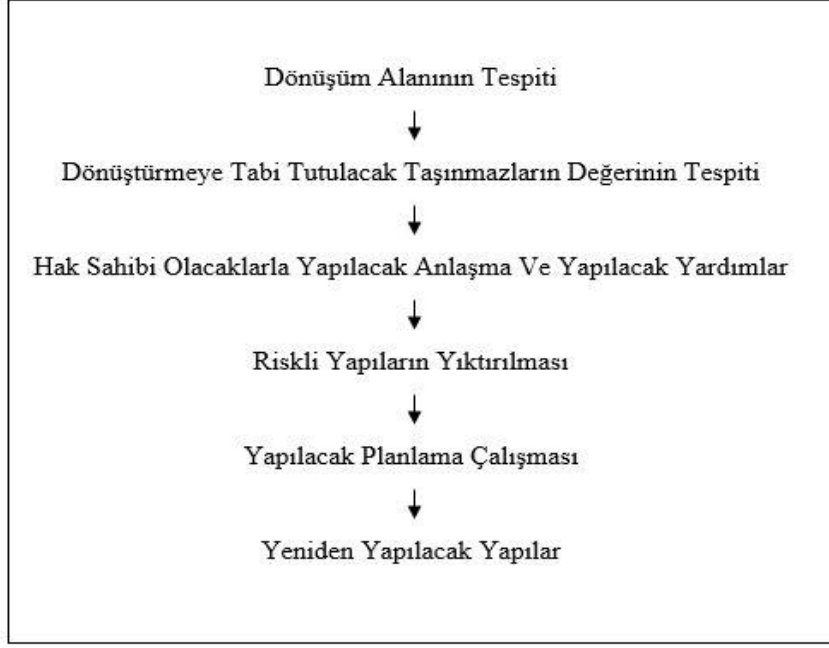 Dönüşüm Alanının Tespiti
Dönüştürmeye Tabi Tutulacak Taşınmazların Değerinin Tespiti
Hak Sahibi Olacaklarla Yapılacak Anlaşma Ve Yapılacak Yardımlar
Riskli Yapıların Yıktırılması
Yapılacak Planlama Çalışması
Yeniden Yapılacak Yapılar